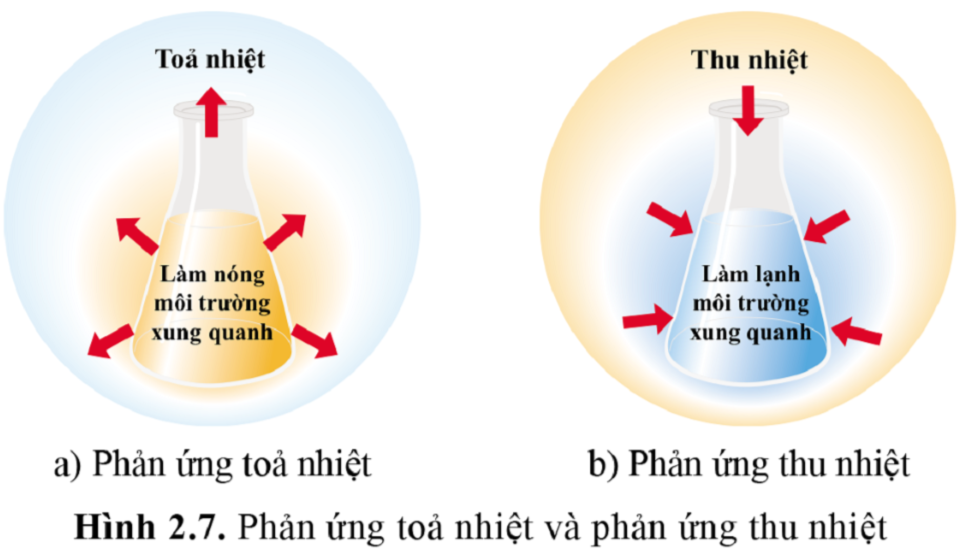 Toả nhiệt
Làm nóng
môi trường
xung quanh
a) Phản ứng toả nhiệt
Thu nhiệt
Làm lạnh
môi trường
xung quanh
b) Phản ứng thu nhiệt
Hình 2.7. Phản ứng toả nhiệt và phản ứng thu nhiệt